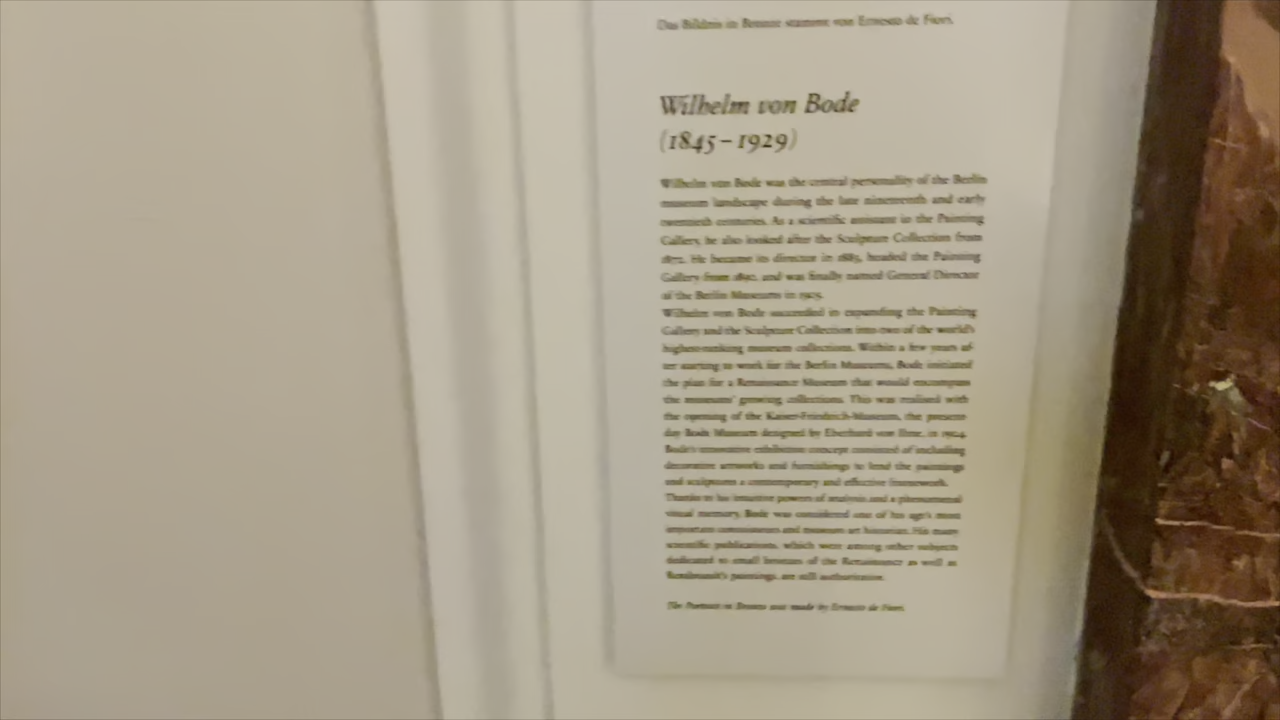 Das Bildnis in Bronze stammt von Ernesto de Fiori.
Wilhelm von Bode
(1845–1929)
Wilhelm von Bode was the central personality of the Berlin
museum landscape during the late nineteenth and early
twentieth centuries. As a scientific assistant in the Painting
Gallery, he also looked after the Sculpture Collection from
1872. He became its director in 1883, headed the Painting
Gallery from 1890, and was finally named General Director
of the Berlin Museums in 1905.
Wilhelm von Bode succeeded in expanding the Painting
Gallery and the Sculpture Collection into two of the world's
highest-ranking museum collections. Within a few years af-
ter starting to work for the Berlin Museums, Bode initiated
the plan for a Renaissance Museum that would encompass
the museums' growing collections. This was realised with
the opening of the Kaiser-Friedrich-Museum, the present-
day Bode Museum designed by Eberhard von Ihne, in 1904.
Bode's innovative exhibition concept consisted of including
decorative artworks and furnishings to lend the paintings
and sculptures a contemporary and effective framework.
Thanks to his intuitive powers of analysis and a phenomenal
visual memory, Bode was considered one of his age's most
important connoisseurs and museum art historians. His many
scientific publications, which were among other subjects
dedicated to small bronzes of the Renaissance as well as
Rembrandt's paintings, are still authoritative.
The Portrait in Bronze was made by Ernesto de Fiori.